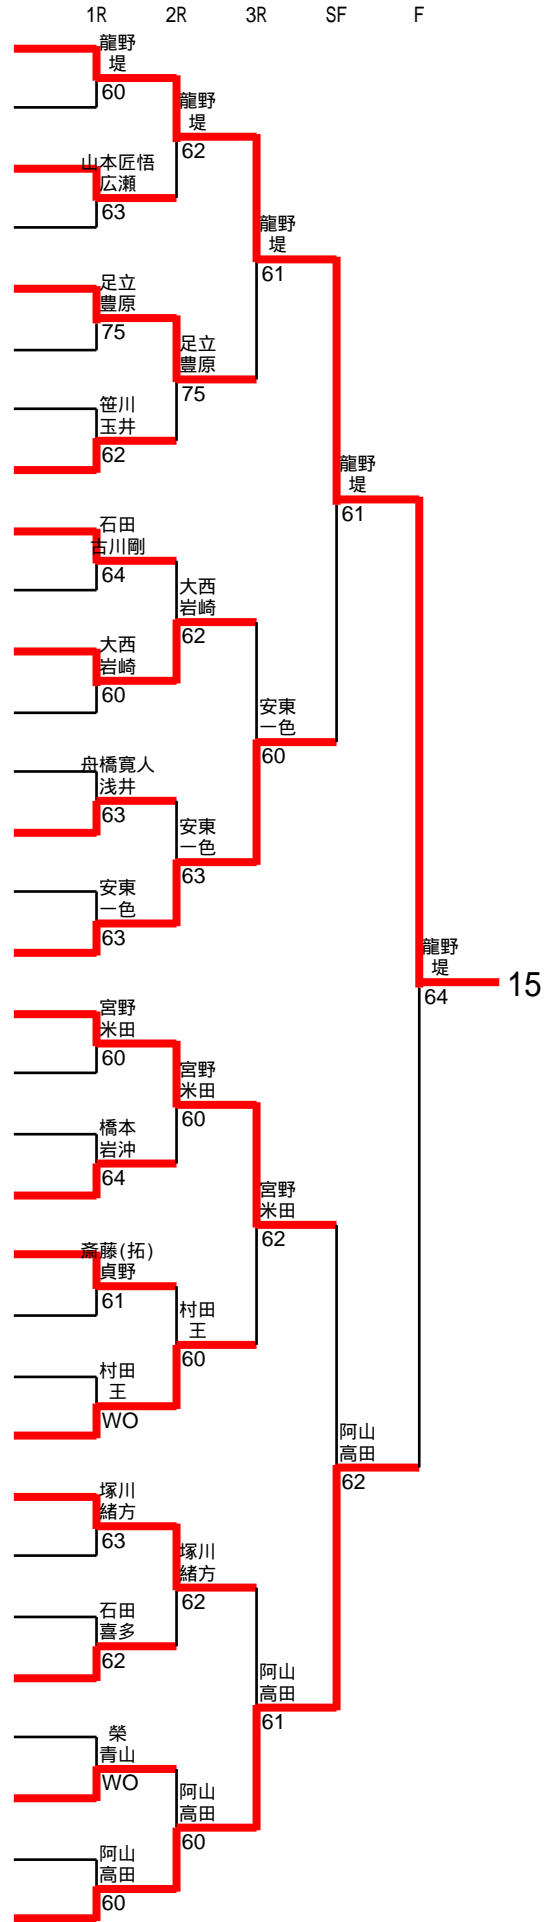 1R 2R 3R SF F
龍野
堤
60
龍野
堤
62
山本匠悟
広瀬
63
龍野
堤
61
足立
豊原
75
足立
豊原
75
笹川
玉井
62
龍野
堤
61
石田
古川剛
64
大西
岩崎
62
大西
岩崎
60
安東
一色
60
舟橋寛人
浅井
63
安東
一色
63
安東
一色
63
龍野
堤
64
15
宮野
米田
60
宮野
米田
60
橋本
岩沖
64
宮野
米田
62
斎藤(拓)
貞野
61
村田
王
60
村田
王
WO
阿山
高田
62
塚川
緒方
63
塚川
緒方
62
石田
喜多
62
阿山
高田
61
榮
青山
WO
阿山
高田
60
阿山
高田
60